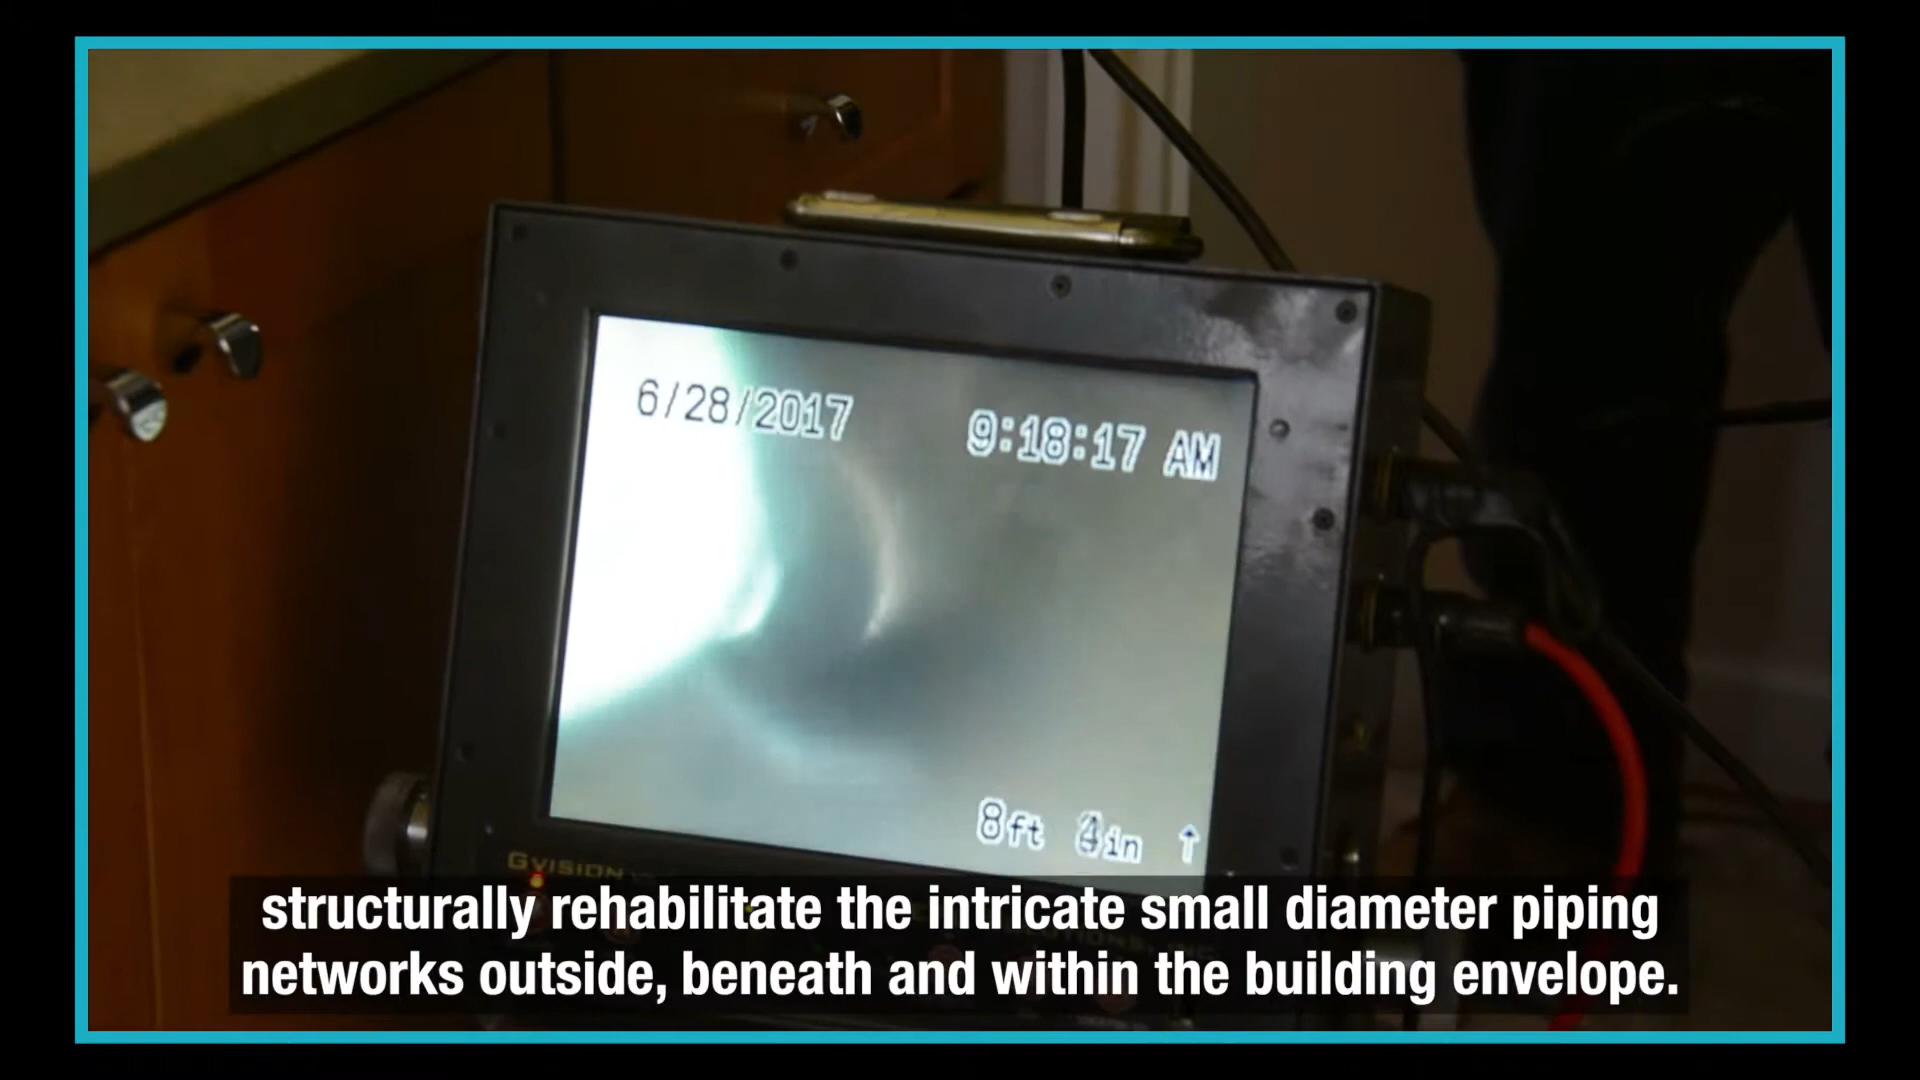 6/28/2017 9:18:17 AM
8ft 4in ↑
GVISION
structurally rehabilitate the intricate small diameter piping
networks outside, beneath and within the building envelope.